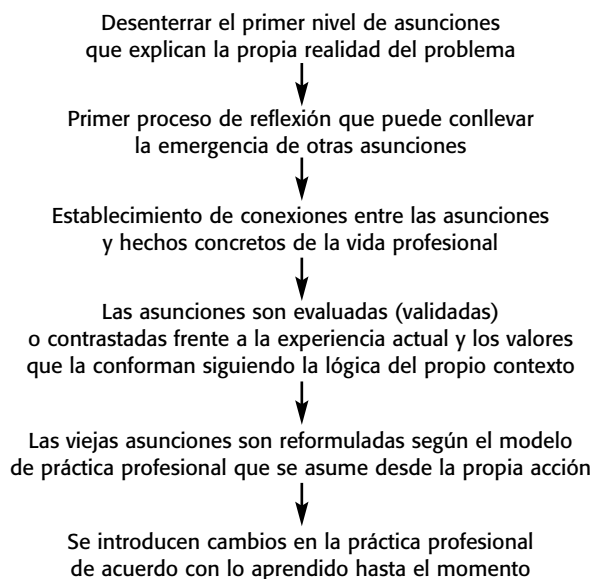 Desenterrar el primer nivel de asunciones
que explican la propia realidad del problema
Primer proceso de reflexión que puede conllevar
la emergencia de otras asunciones
Establecimiento de conexiones entre las asunciones
y hechos concretos de la vida profesional
Las asunciones son evaluadas (validadas)
o contrastadas frente a la experiencia actual y los valores
que la conforman siguiendo la lógica del propio contexto
Las viejas asunciones son reformuladas según el modelo
de práctica profesional que se asume desde la propia acción
Se introducen cambios en la práctica profesional
de acuerdo con lo aprendido hasta el momento